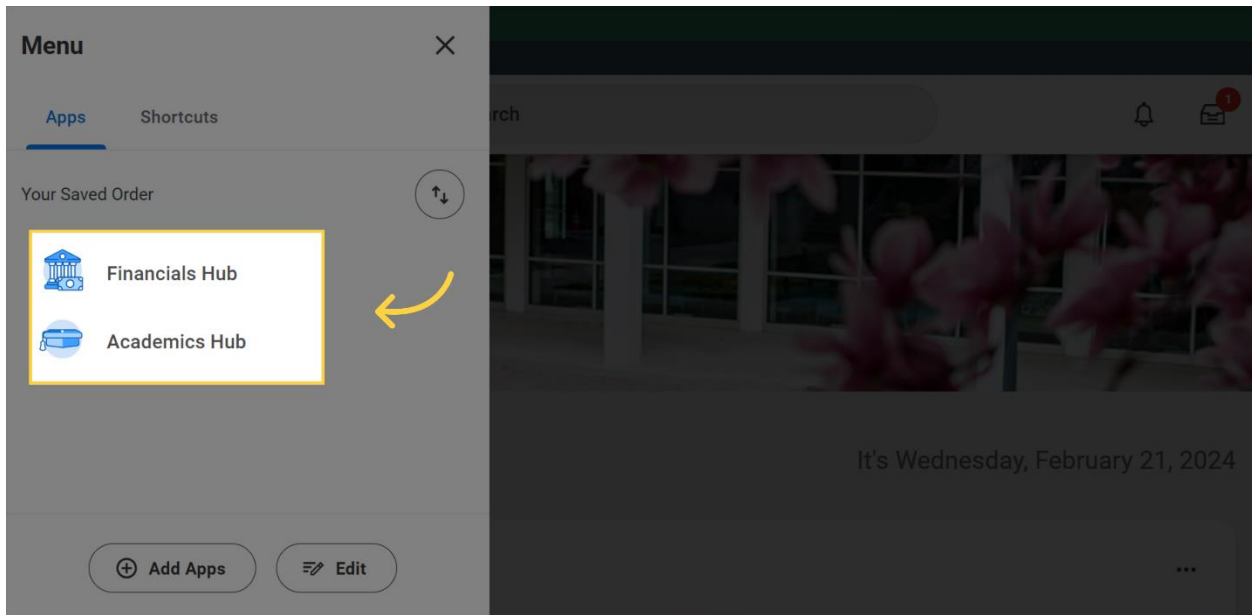 Menu
Apps Shortcuts
rch
1
Your Saved Order
Financials Hub
Academics Hub
It's Wednesday, February 21, 2024
Add Apps Edit